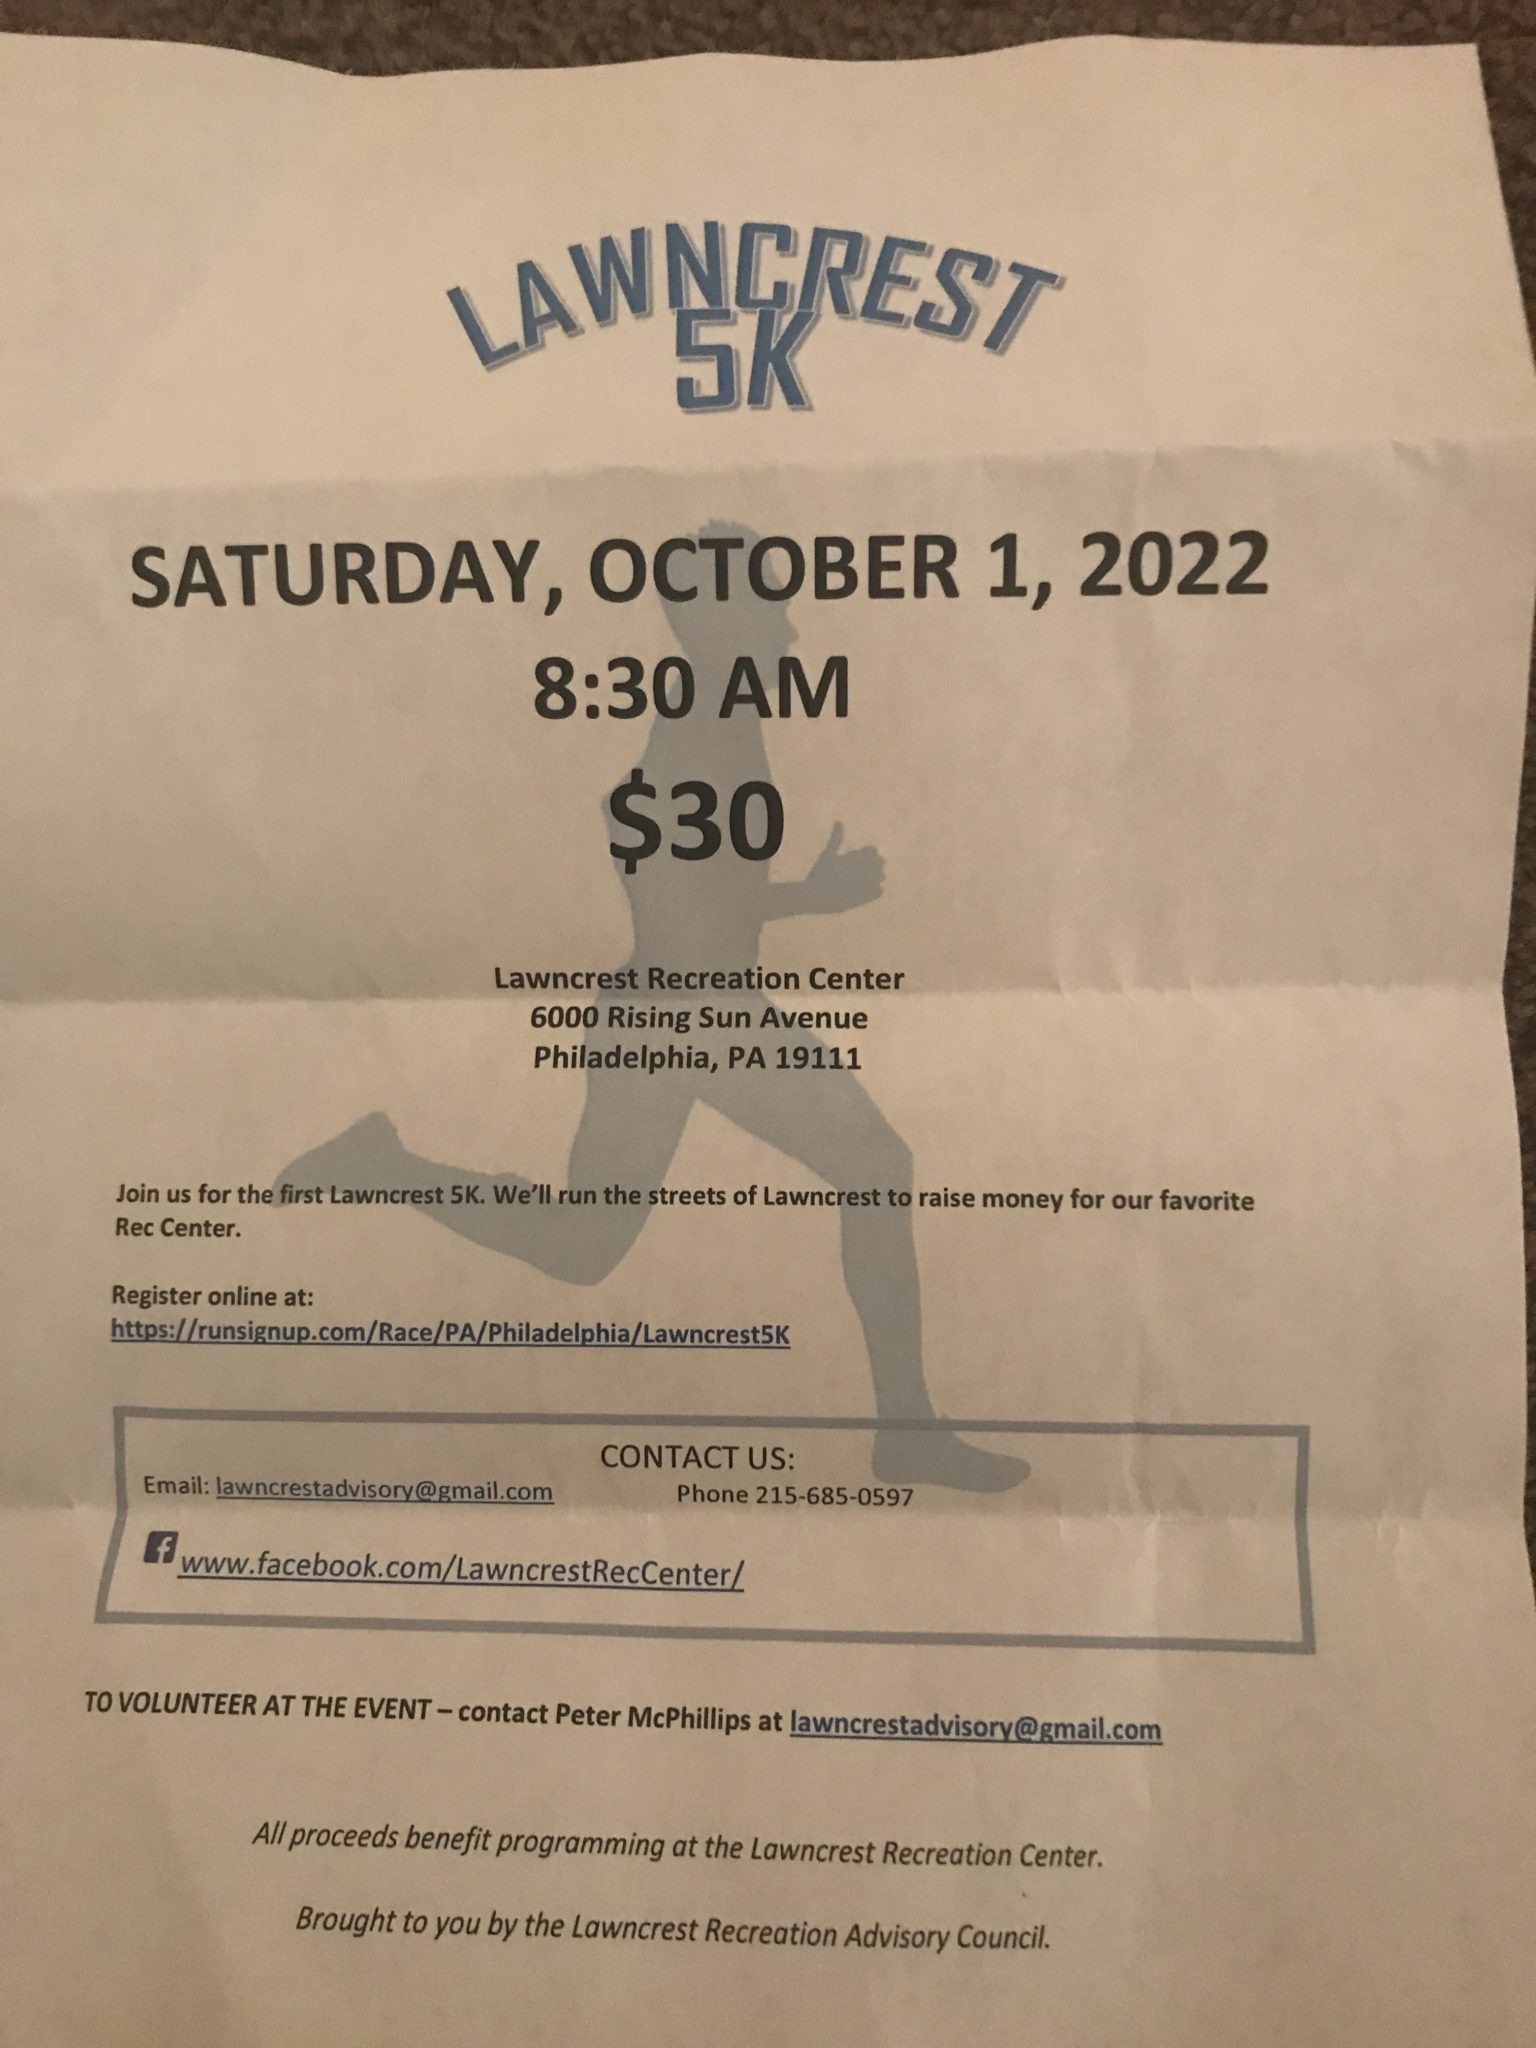 LAWNCREST
5K
SATURDAY, OCTOBER 1, 2022
8:30 AM
$30
Lawncrest Recreation Center
6000 Rising Sun Avenue
Philadelphia, PA 19111
Join us for the first Lawncrest 5K. We’ll run the streets of Lawncrest to raise money for our favorite
Rec Center.
Register online at:
https://runsignup.com/Race/PA/Philadelphia/Lawncrest5K
CONTACT US:
Email: lawncrestadvisory@gmail.com Phone 215-685-0597
f www.facebook.com/LawncrestRecCenter/
TO VOLUNTEER AT THE EVENT – contact Peter McPhillips at lawncrestadvisory@gmail.com
All proceeds benefit programming at the Lawncrest Recreation Center.
Brought to you by the Lawncrest Recreation Advisory Council.